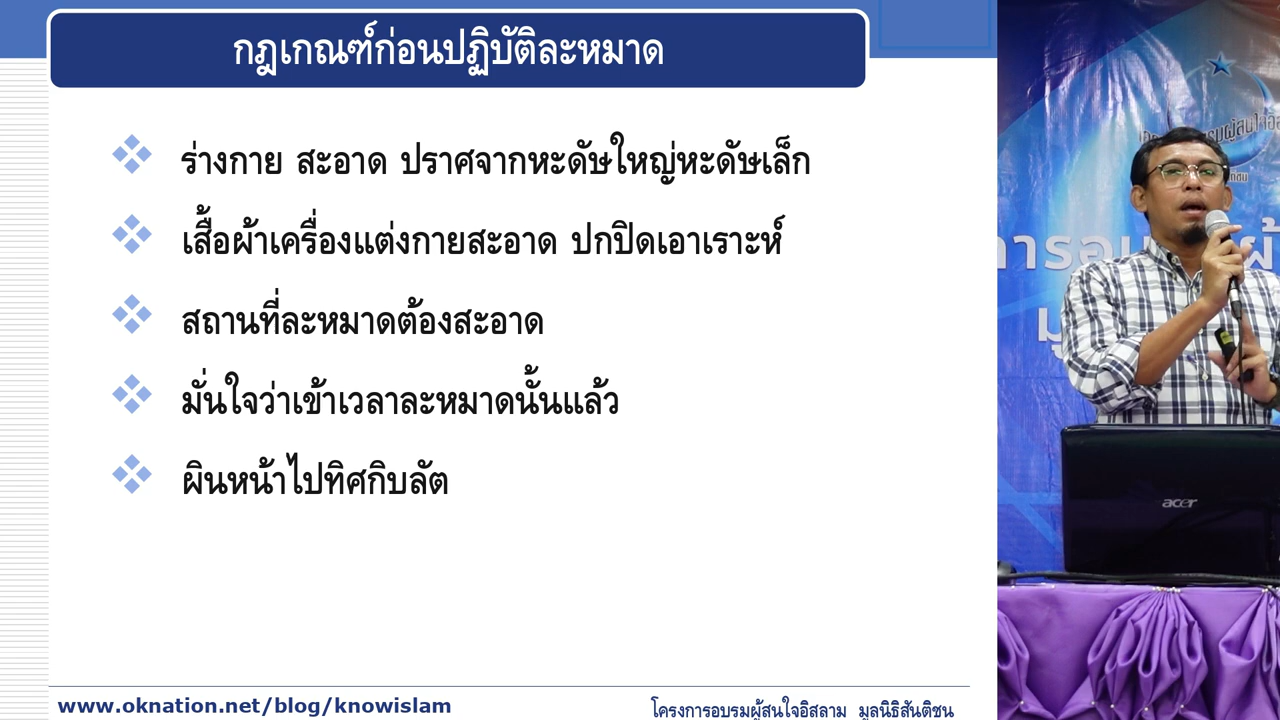 กฎเกณฑ์ก่อนปฏิบัติละหมาด
ร่างกาย สะอาด ปราศจากหะดัษใหญ่หะดัษเล็ก
เสื้อผ้าเครื่องแต่งกายสะอาด ปกปิดเอาเราะห์
สถานที่ละหมาดต้องสะอาด
มั่นใจว่าเข้าเวลาละหมาดนั้นแล้ว
ผินหน้าไปทิศกิบลัต
www.oknation.net/blog/knowislam
โครงการอบรมผู้สนใจอิสลาม มูลนิธิสันติชน
acer